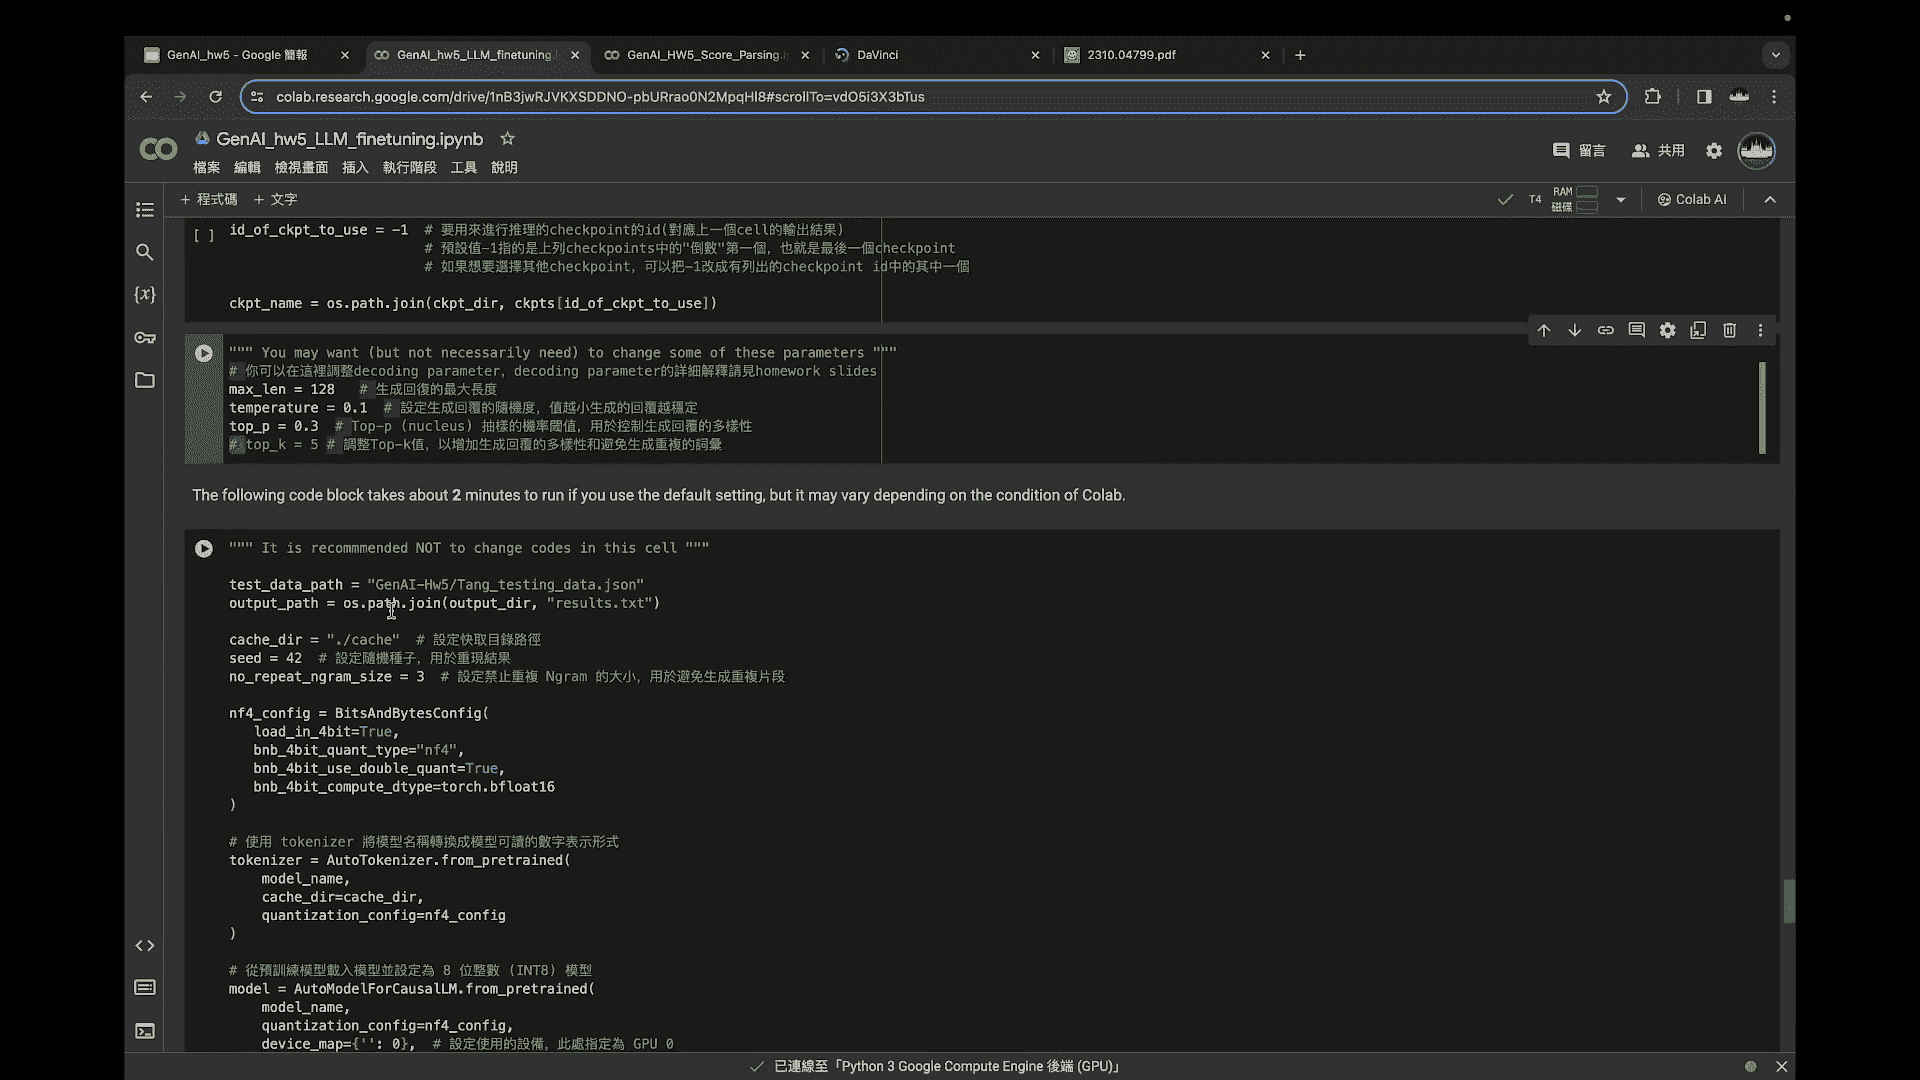 GenAI_hw5 - Google 簡報
GenAI_hw5_LLM_finetuning.
GenAI_HW5_Score_Parsing.
DaVinci
2310.04799.pdf
colab.research.google.com/drive/1nB3jwRJVKXSDDNO-pbURrao0N2MpqHl8#scrollTo=vdO5i3X3bTus
GenAI_hw5_LLM_finetuning.ipynb
檔案 編輯 檢視畫面 插入 執行階段 工具 說明
留言 共用
+ 程式碼 + 文字
T4 RAM 磁碟 Colab AI
[ ] id_of_ckpt_to_use = -1 # 要用來進行推理的checkpoint的id(對應上一個cell的輸出結果)
# 預設值-1指的是上列checkpoints中的"倒數"第一個，也就是最後一個checkpoint
# 如果想要選擇其他checkpoint，可以把-1改成有列出的checkpoint id中的其中一個
ckpt_name = os.path.join(ckpt_dir, ckpts[id_of_ckpt_to_use])
""" You may want (but not necessarily need) to change some of these parameters """
# 你可以在這裡調整decoding parameter，decoding parameter的詳細解釋請見homework slides
max_len = 128 # 生成回復的最大長度
temperature = 0.1 # 設定生成回覆的隨機度，值越小生成的回覆越穩定
top_p = 0.3 # Top-p (nucleus) 抽樣的機率閾值，用於控制生成回覆的多樣性
# top_k = 5 # 調整Top-k值，以增加生成回覆的多樣性和避免生成重複的詞彙
The following code block takes about 2 minutes to run if you use the default setting, but it may vary depending on the condition of Colab.
""" It is recommmended NOT to change codes in this cell """
test_data_path = "GenAI-Hw5/Tang_testing_data.json"
output_path = os.path.join(output_dir, "results.txt")
cache_dir = "./cache" # 設定快取目錄路徑
seed = 42 # 設定隨機種子，用於重現結果
no_repeat_ngram_size = 3 # 設定禁止重複 Ngram 的大小，用於避免生成重複片段
nf4_config = BitsAndBytesConfig(
load_in_4bit=True,
bnb_4bit_quant_type="nf4",
bnb_4bit_use_double_quant=True,
bnb_4bit_compute_dtype=torch.bfloat16
)
# 使用 tokenizer 將模型名稱轉換成模型可讀的數字表示形式
tokenizer = AutoTokenizer.from_pretrained(
model_name,
cache_dir=cache_dir,
quantization_config=nf4_config
)
# 從預訓練模型載入模型並設定為 8 位整數 (INT8) 模型
model = AutoModelForCausalLM.from_pretrained(
model_name,
quantization_config=nf4_config,
device_map={'': 0}, # 設定使用的設備，此處指定為 GPU 0
已連線至「Python 3 Google Compute Engine 後端 (GPU)」